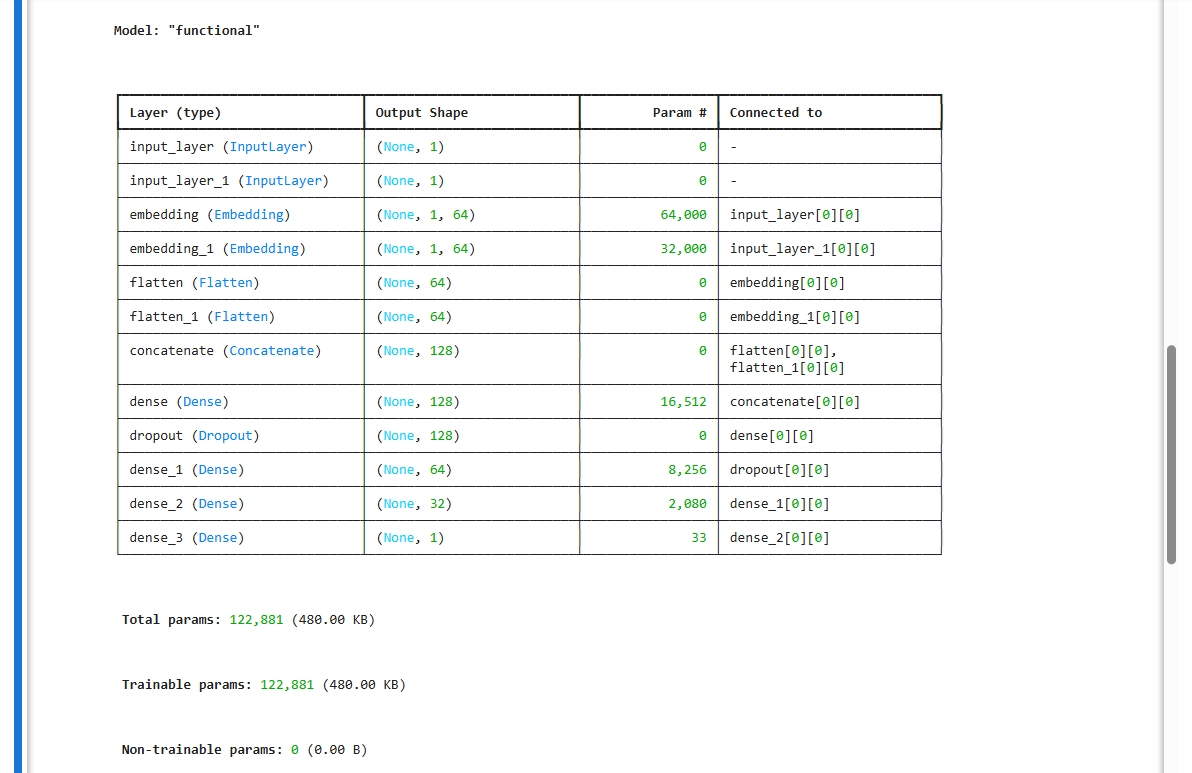 Model: "functional"
Layer (type) Output Shape Param # Connected to
input_layer (InputLayer) (None, 1) 0 -
input_layer_1 (InputLayer) (None, 1) 0 -
embedding (Embedding) (None, 1, 64) 64,000 input_layer[0][0]
embedding_1 (Embedding) (None, 1, 64) 32,000 input_layer_1[0][0]
flatten (Flatten) (None, 64) 0 embedding[0][0]
flatten_1 (Flatten) (None, 64) 0 embedding_1[0][0]
concatenate (Concatenate) (None, 128) 0 flatten[0][0],
flatten_1[0][0]
dense (Dense) (None, 128) 16,512 concatenate[0][0]
dropout (Dropout) (None, 128) 0 dense[0][0]
dense_1 (Dense) (None, 64) 8,256 dropout[0][0]
dense_2 (Dense) (None, 32) 2,080 dense_1[0][0]
dense_3 (Dense) (None, 1) 33 dense_2[0][0]
Total params: 122,881 (480.00 KB)
Trainable params: 122,881 (480.00 KB)
Non-trainable params: 0 (0.00 B)